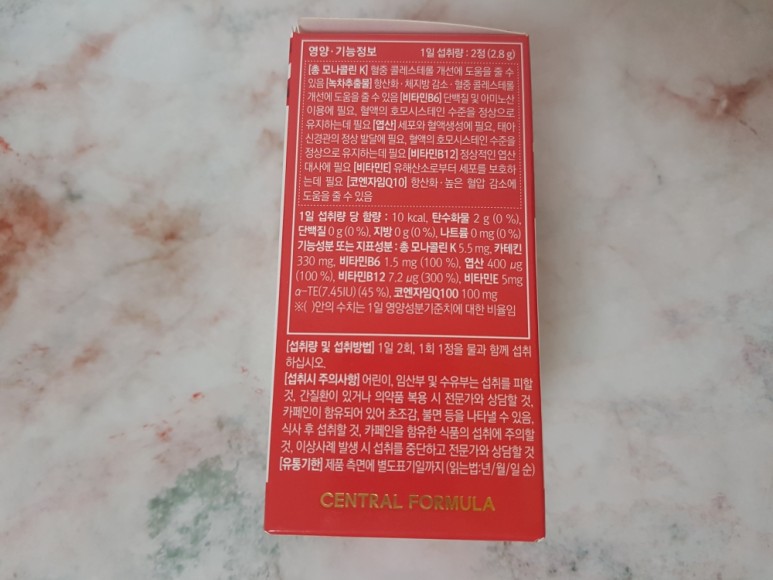 영양·기능정보 1일 섭취량 : 2정(2.8g)
[총 모나콜린 K] 혈중 콜레스테롤 개선에 도움을 줄 수
있음 [녹차추출물] 항산화·체지방 감소·혈중 콜레스테롤
개선에 도움을 줄 수 있음 [비타민B6] 단백질 및 아미노산
이용에 필요, 혈액의 호모시스테인 수준을 정상으로
유지하는데 필요 [엽산] 세포와 혈액생성에 필요, 태아
신경관의 정상 발달에 필요, 혈액의 호모시스테인 수준을
정상으로 유지하는데 필요 [비타민B12] 정상적인 엽산
대사에 필요 [비타민E] 유해산소로부터 세포를 보호하
는데 필요 [코엔자임Q10] 항산화·높은 혈압 감소에
도움을 줄 수 있음
1일 섭취량 당 함량 : 10 kcal, 탄수화물 2 g (0 %),
단백질 0 g (0 %), 지방 0 g (0 %), 나트륨 0 mg (0 %)
기능성분 또는 지표성분 : 총 모나콜린 K 5.5 mg, 카테킨
330 mg, 비타민B6 1.5 mg (100 %), 엽산 400 µg
(100 %), 비타민B12 7.2 µg (300 %), 비타민E 5mg
α-TE(7.45IU) (45 %), 코엔자임Q100 100 mg
※( )안의 수치는 1일 영양성분기준치에 대한 비율임
[섭취량 및 섭취방법] 1일 2회, 1회 1정을 물과 함께 섭취
하십시오.
[섭취시 주의사항] 어린이, 임산부 및 수유부는 섭취를 피할
것, 간질환이 있거나 의약품 복용 시 전문가와 상담할 것,
카페인이 함유되어 있어 초조감, 불면 등을 나타낼 수 있음,
식사 후 섭취할 것, 카페인을 함유한 식품의 섭취에 주의할
것, 이상사례 발생 시 섭취를 중단하고 전문가와 상담할 것
[유통기한] 제품 측면에 별도표기일까지 (읽는법:년/월/일 순)
CENTRAL FORMULA